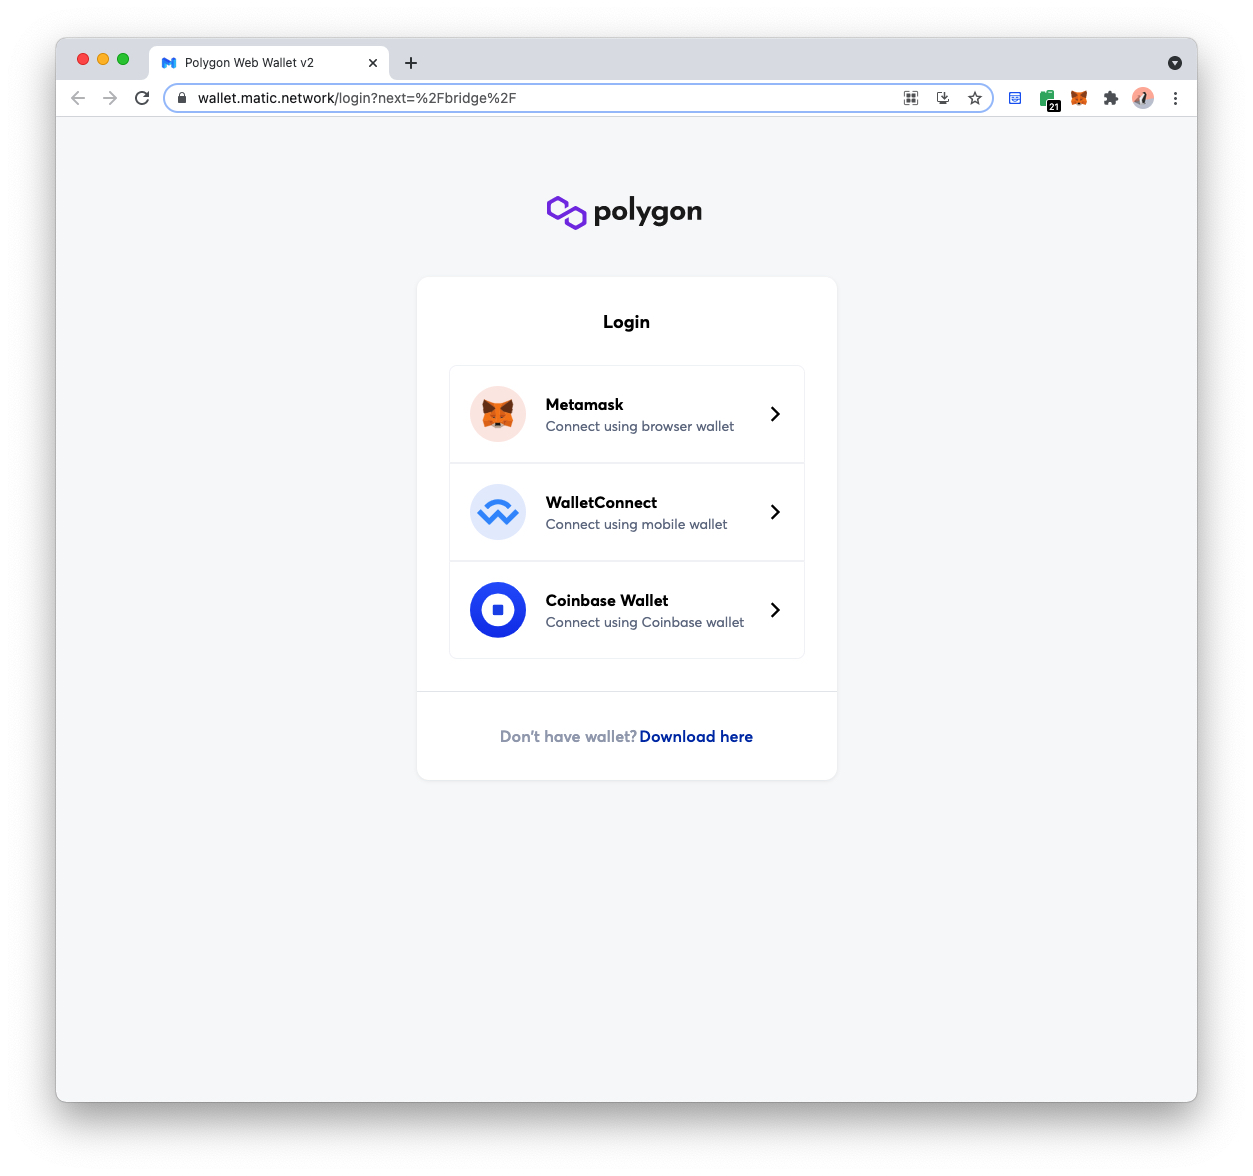 Polygon Web Wallet v2
wallet.matic.network/login?next=%2Fbridge%2F
21
polygon
Login
Metamask
Connect using browser wallet
WalletConnect
Connect using mobile wallet
Coinbase Wallet
Connect using Coinbase wallet
Don't have wallet? Download here